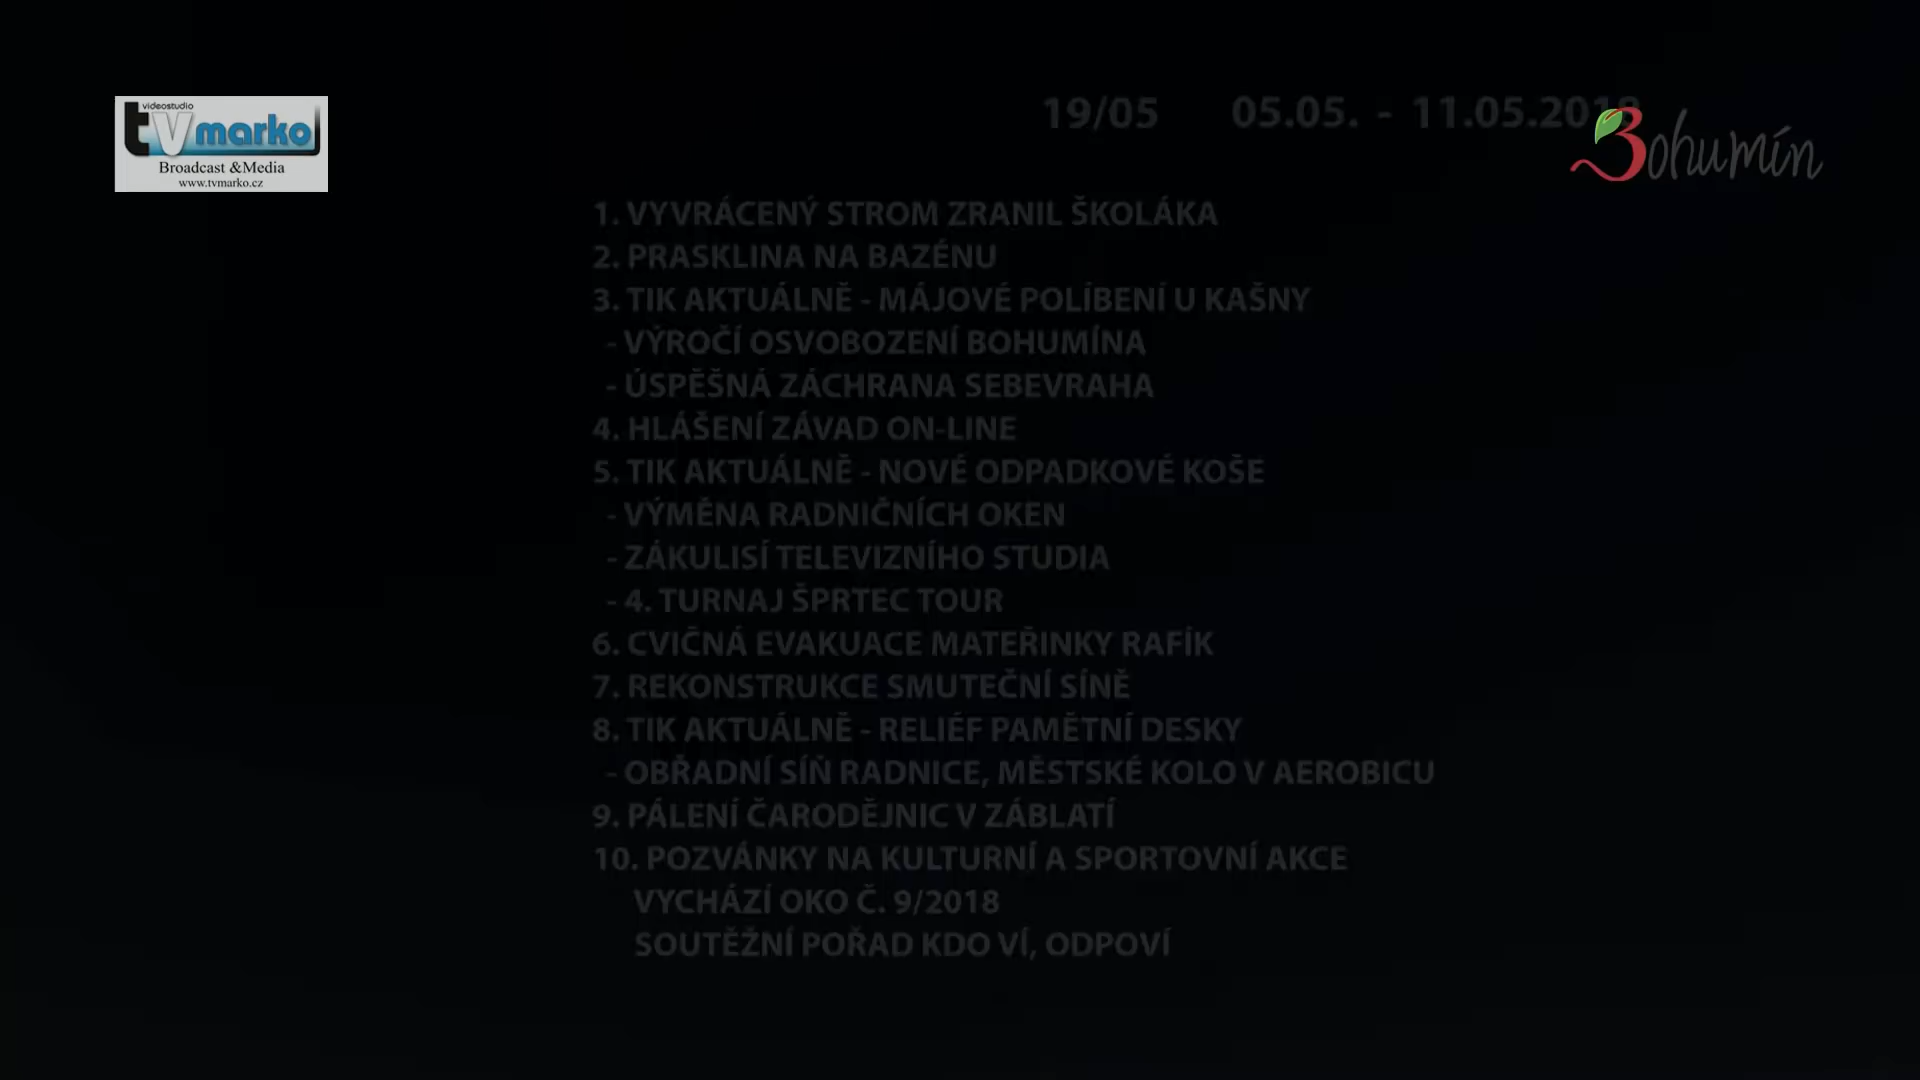 videostudio
tvmarko
Broadcast &Media
www.tvmarko.cz
19/05 05.05. - 11.05.2018
Bohumín
1. VYVRÁCENÝ STROM ZRANIL ŠKOLÁKA
2. PRASKLINA NA BAZÉNU
3. TIK AKTUÁLNĚ - MÁJOVÉ POLÍBENÍ U KAŠNY
- VÝROČÍ OSVOBOZENÍ BOHUMÍNA
- ÚSPĚŠNÁ ZÁCHRANA SEBEVRAHA
4. HLÁŠENÍ ZÁVAD ON-LINE
5. TIK AKTUÁLNĚ - NOVÉ ODPADKOVÉ KOŠE
- VÝMĚNA RADNIČNÍCH OKEN
- ZÁKULISÍ TELEVIZNÍHO STUDIA
- 4. TURNAJ ŠPRTEC TOUR
6. CVIČNÁ EVAKUACE MATEŘINKY RAFÍK
7. REKONSTRUKCE SMUTEČNÍ SÍNĚ
8. TIK AKTUÁLNĚ - RELIÉF PAMĚTNÍ DESKY
- OBŘADNÍ SÍŇ RADNICE, MĚSTSKÉ KOLO V AEROBICU
9. PÁLENÍ ČARODĚJNIC V ZÁBLATÍ
10. POZVÁNKY NA KULTURNÍ A SPORTOVNÍ AKCE
VYCHÁZÍ OKO Č. 9/2018
SOUTĚŽNÍ POŘAD KDO VÍ, ODPOVÍ